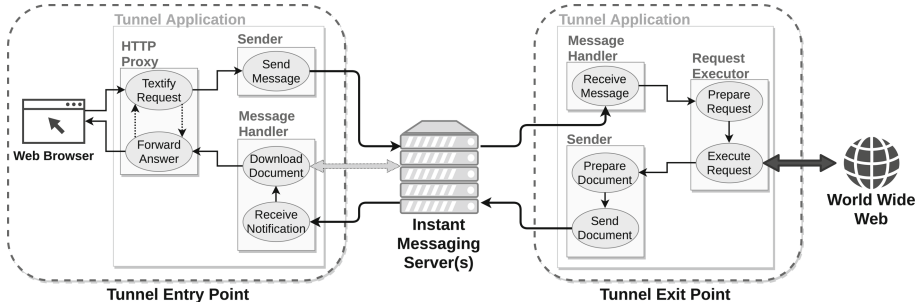 Tunnel Application
HTTP
Proxy
Textify
Request
Forward
Answer
Web Browser
Sender
Send
Message
Message
Handler
Download
Document
Receive
Notification
Tunnel Entry Point
Instant
Messaging
Server(s)
Tunnel Application
Message
Handler
Receive
Message
Request
Executor
Prepare
Request
Execute
Request
Sender
Prepare
Document
Send
Document
Tunnel Exit Point
World Wide
Web